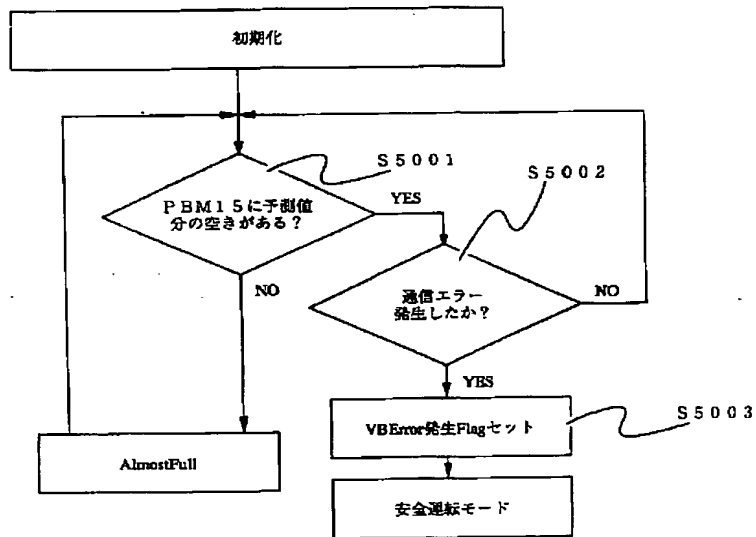 初期化
S5001
PBM15に予測値
分の空きがある?
YES
NO
S5002
通信エラー
発生したか?
NO
YES
S5003
VBError発生Flagセット
AlmostFull
安全運転モード